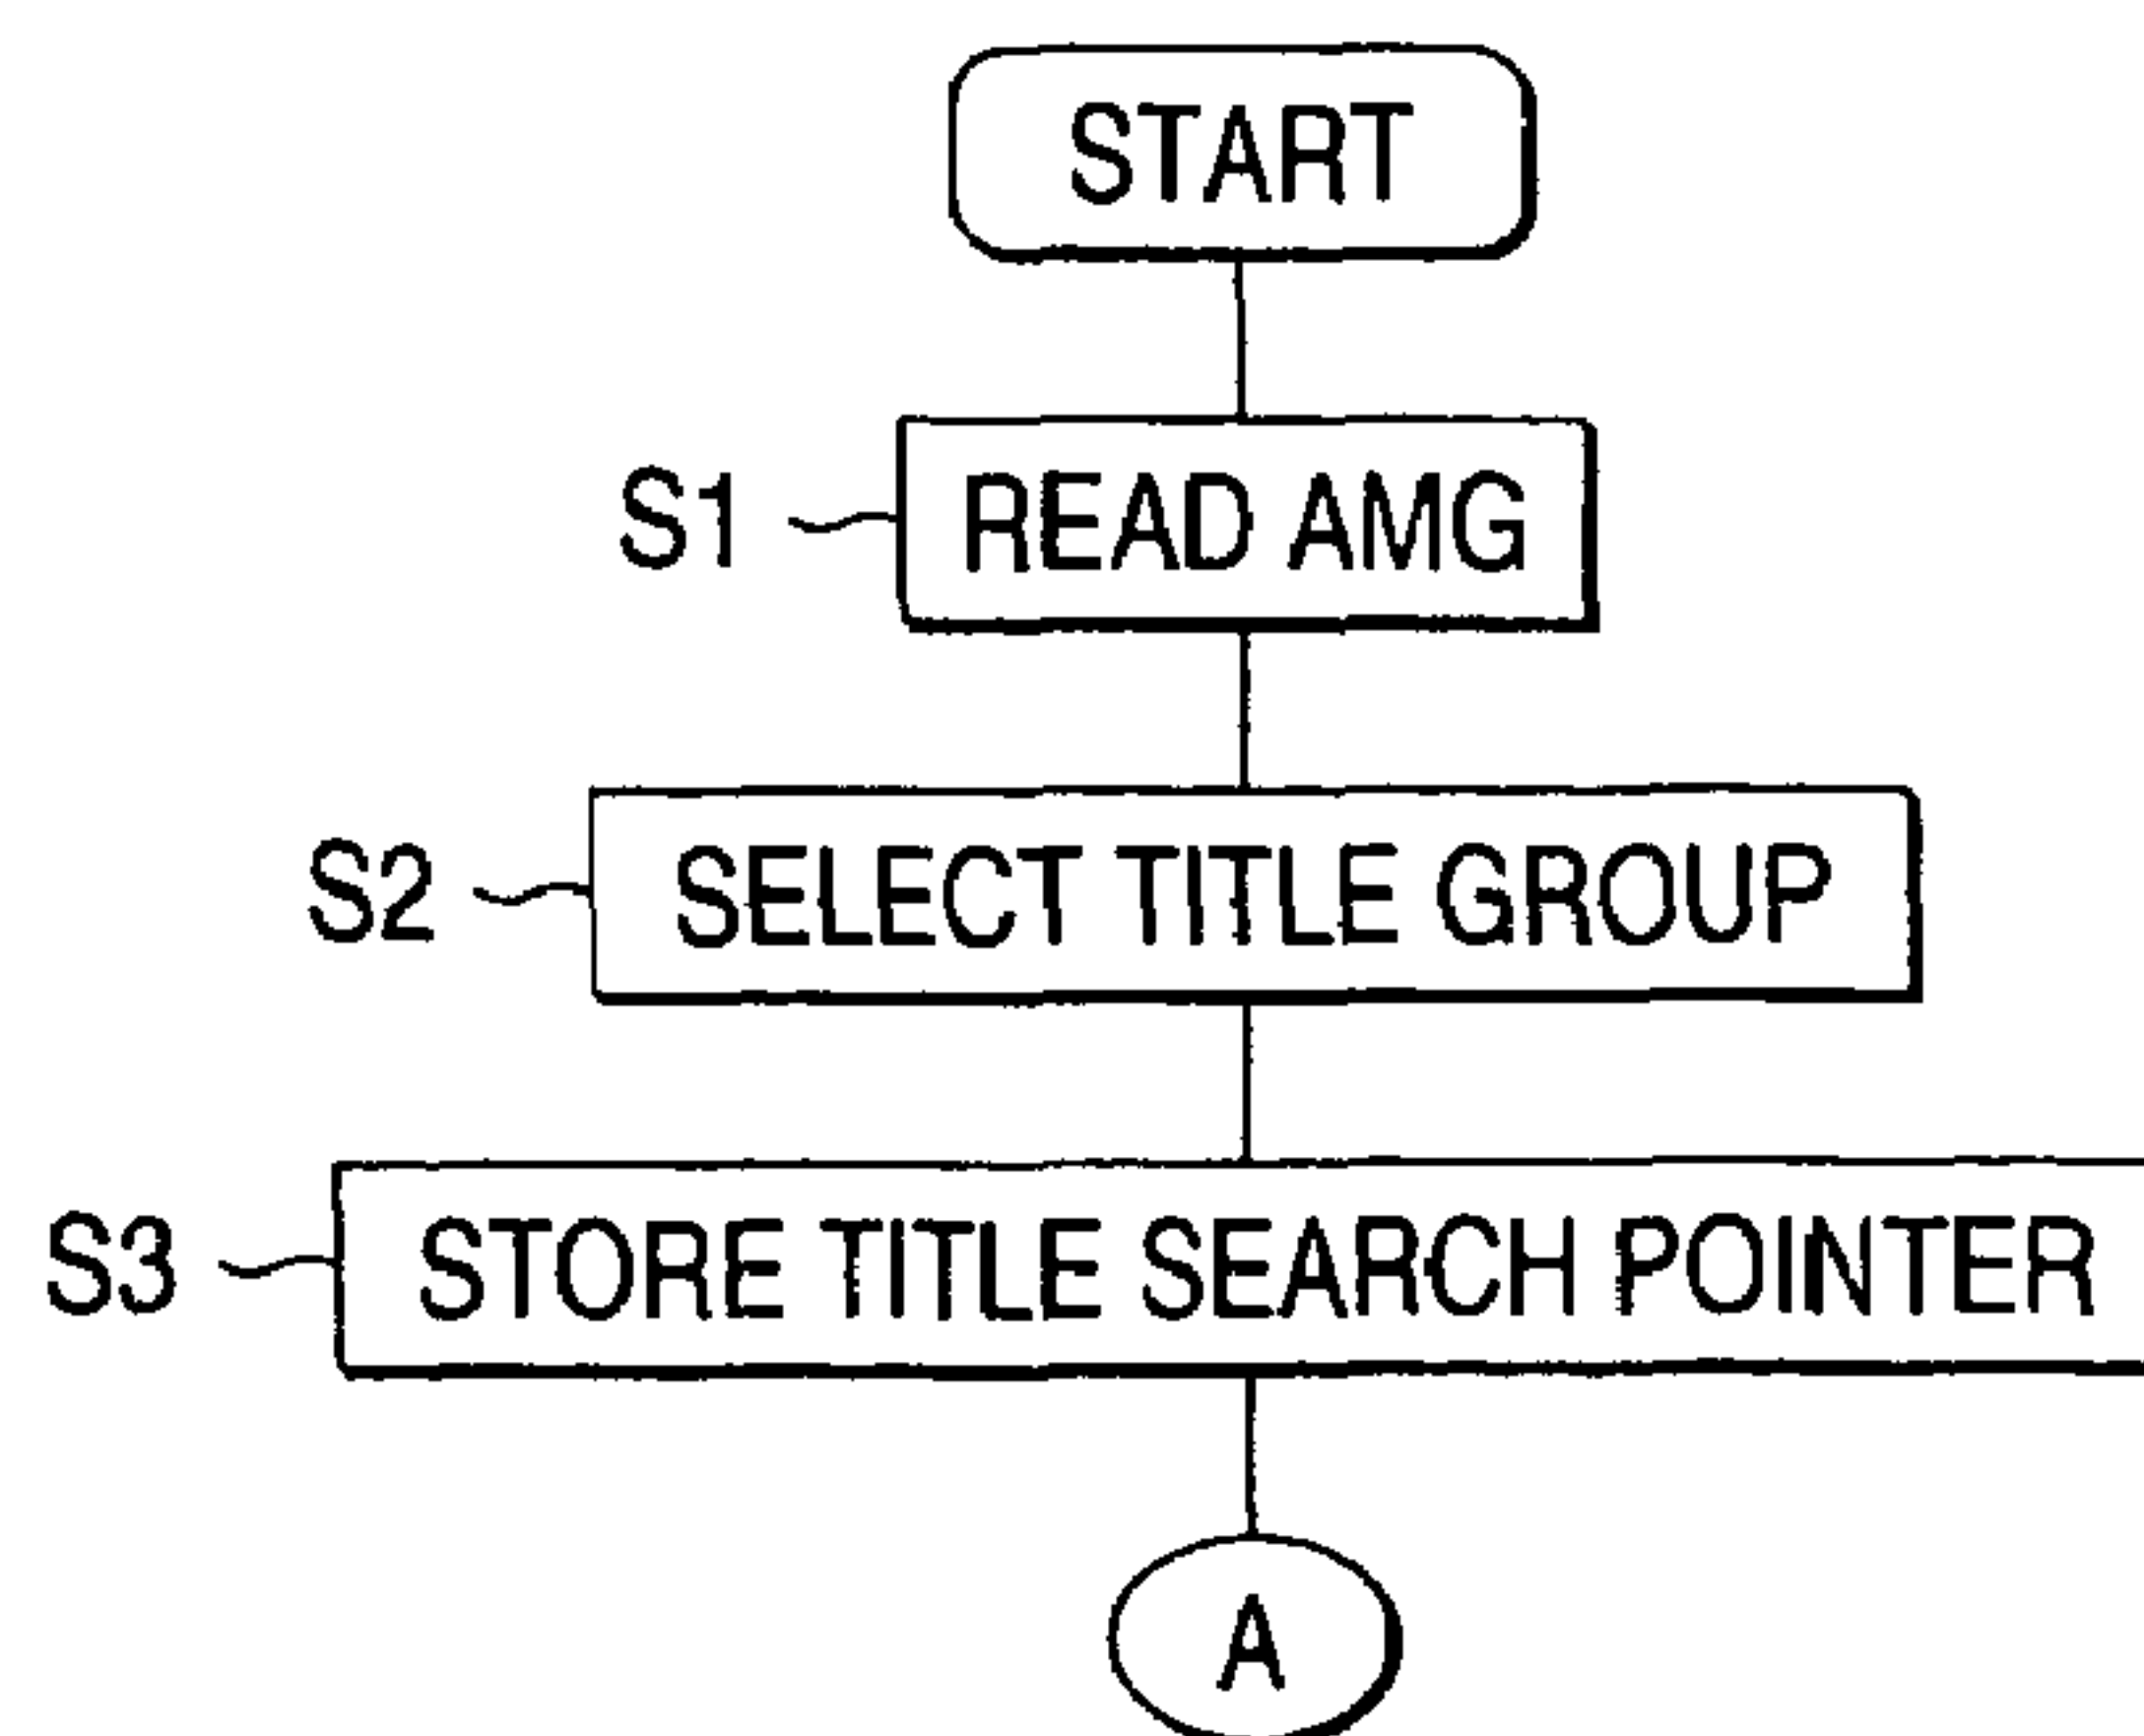 START
S1 READ AMG
S2 SELECT TITLE GROUP
S3 STORE TITLE SEARCH POINTER
A